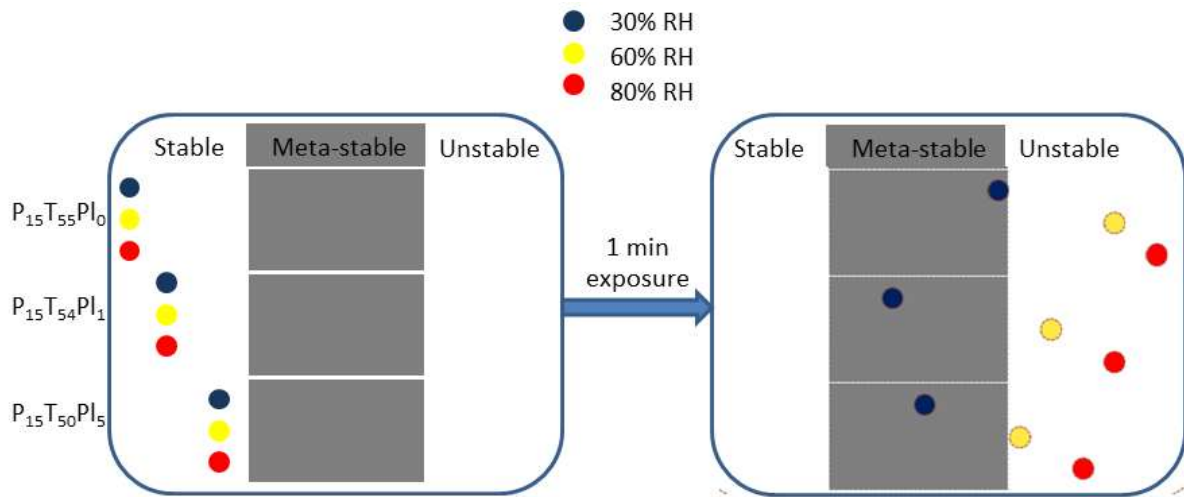 30% RH
60% RH
80% RH
Stable Meta-stable Unstable
P₁₅T₅₅PI₀
P₁₅T₅₄PI₁
P₁₅T₅₀PI₅
1 min
exposure
Stable Meta-stable Unstable